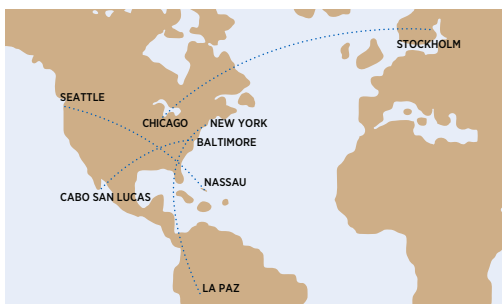 STOCKHOLM
SEATTLE
CHICAGO
NEW YORK
BALTIMORE
NASSAU
CABO SAN LUCAS
LA PAZ